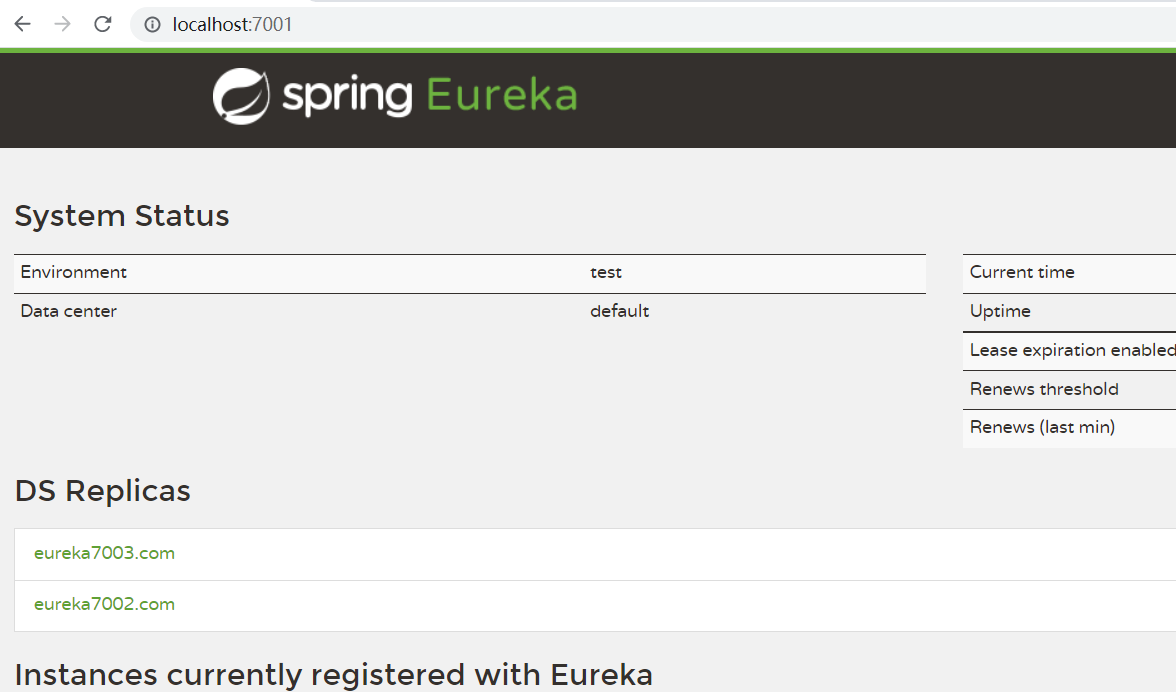 localhost:7001
spring Eureka
System Status
Environment test
Data center default
Current time
Uptime
Lease expiration enabled
Renews threshold
Renews (last min)
DS Replicas
eureka7003.com
eureka7002.com
Instances currently registered with Eureka